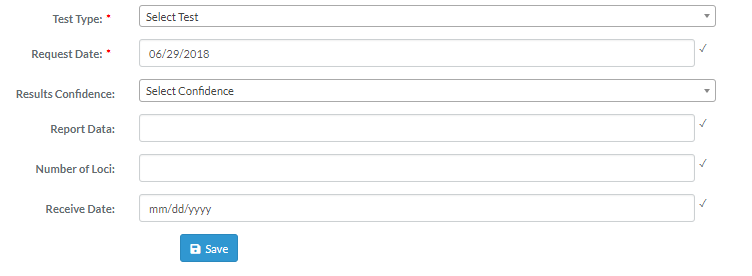 Test Type: * Select Test
Request Date: * 06/29/2018 ✓
Results Confidence: Select Confidence
Report Data: ✓
Number of Loci: ✓
Receive Date: mm/dd/yyyy ✓
Save